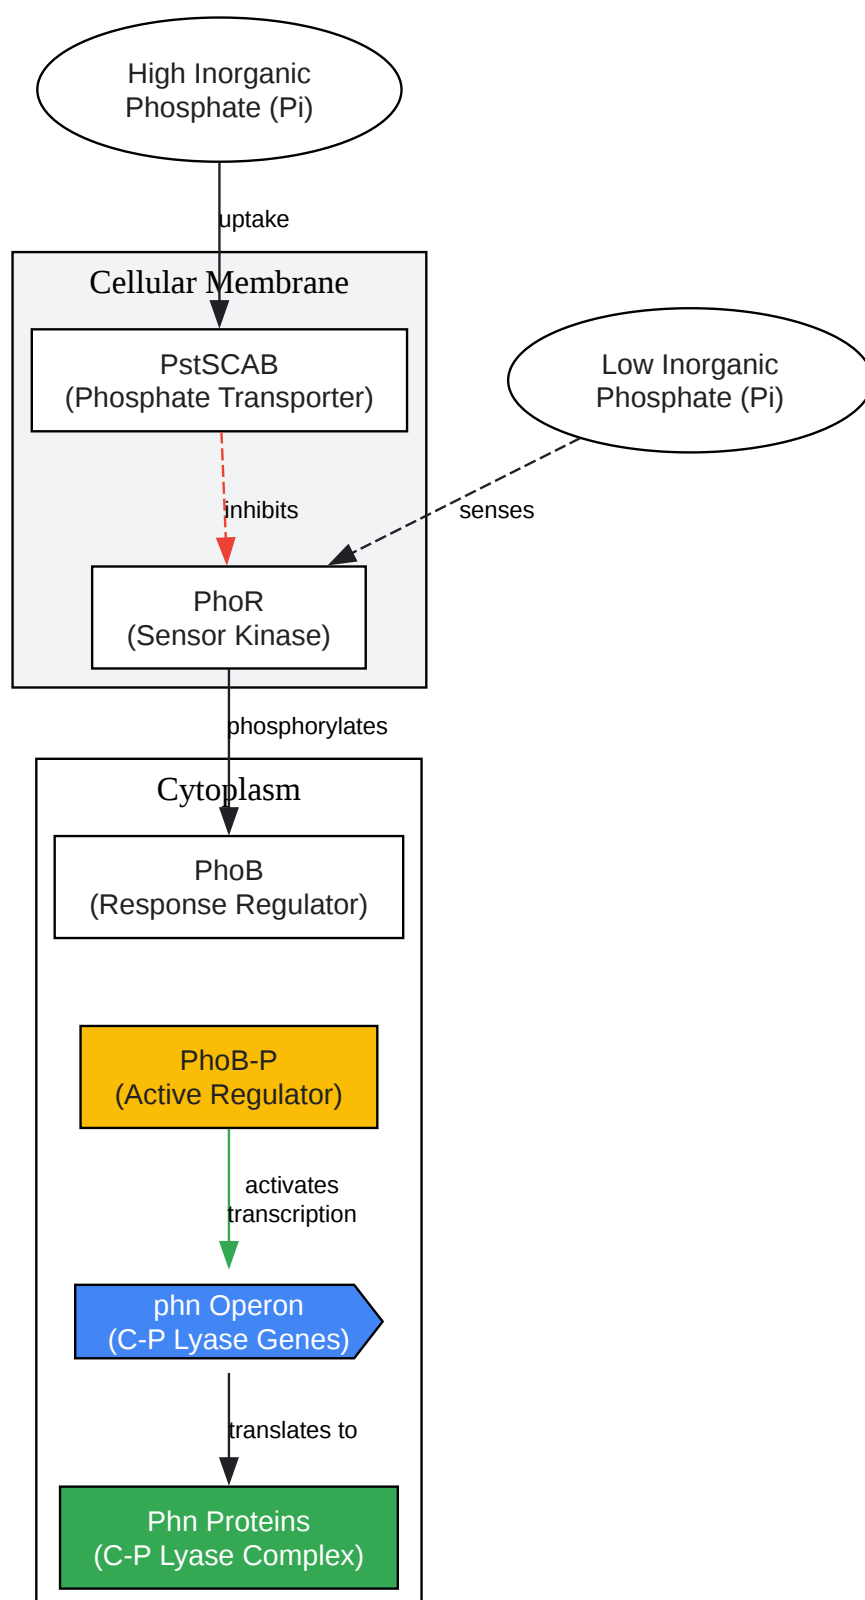 High Inorganic
Phosphate (Pi)
uptake
Cellular Membrane
PstSCAB
(Phosphate Transporter)
Low Inorganic
Phosphate (Pi)
inhibits
senses
PhoR
(Sensor Kinase)
phosphorylates
Cytoplasm
PhoB
(Response Regulator)
PhoB-P
(Active Regulator)
activates
transcription
phn Operon
(C-P Lyase Genes)
translates to
Phn Proteins
(C-P Lyase Complex)